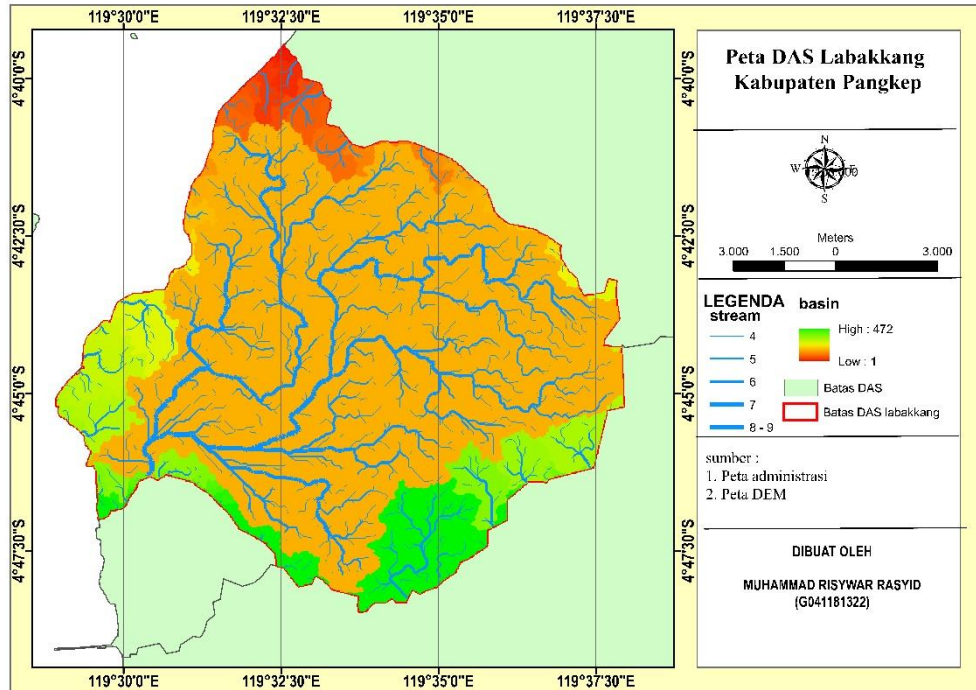 119°30'0"E 119°32'30"E 119°35'0"E 119°37'30"E
4°40'0"S 4°40'0"S
4°42'30"S 4°42'30"S
4°45'0"S 4°45'0"S
4°47'30"S 4°47'30"S
119°30'0"E 119°32'30"E 119°35'0"E 119°37'30"E
Peta DAS Labakkang
Kabupaten Pangkep
N
W E
S
Meters
3.000 1.500 0 3.000
LEGENDA
stream
4
5
6
7
8 - 9
basin
High : 472
Low : 1
Batas DAS
Batas DAS labakkang
sumber :
1. Peta administrasi
2. Peta DEM
DIBUAT OLEH
MUHAMMAD RISYWAR RASYID
(G041181322)